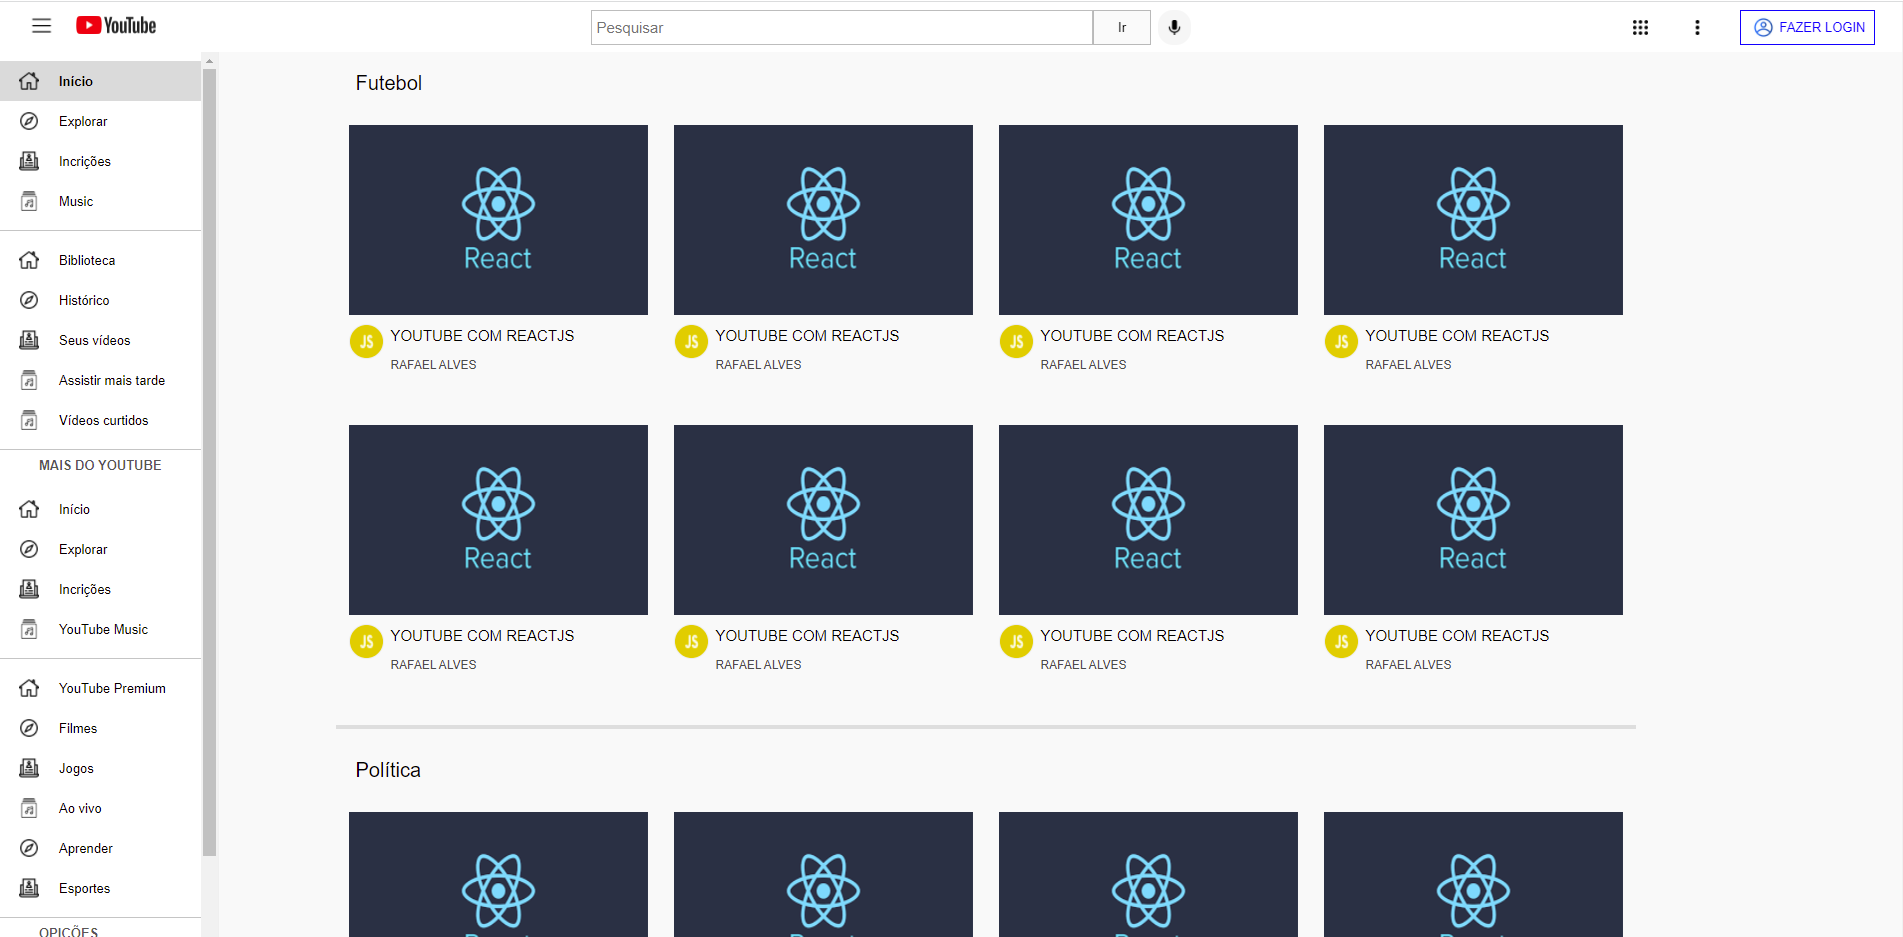 YouTube
Pesquisar
Ir
FAZER LOGIN
Início
Explorar
Incrições
Music
Biblioteca
Histórico
Seus vídeos
Assistir mais tarde
Vídeos curtidos
MAIS DO YOUTUBE
Início
Explorar
Incrições
YouTube Music
YouTube Premium
Filmes
Jogos
Ao vivo
Aprender
Esportes
OPIÇÕES
Futebol
React React React React
JS YOUTUBE COM REACTJS JS YOUTUBE COM REACTJS JS YOUTUBE COM REACTJS JS YOUTUBE COM REACTJS
RAFAEL ALVES RAFAEL ALVES RAFAEL ALVES RAFAEL ALVES
React React React React
JS YOUTUBE COM REACTJS JS YOUTUBE COM REACTJS JS YOUTUBE COM REACTJS JS YOUTUBE COM REACTJS
RAFAEL ALVES RAFAEL ALVES RAFAEL ALVES RAFAEL ALVES
Política
React React React React